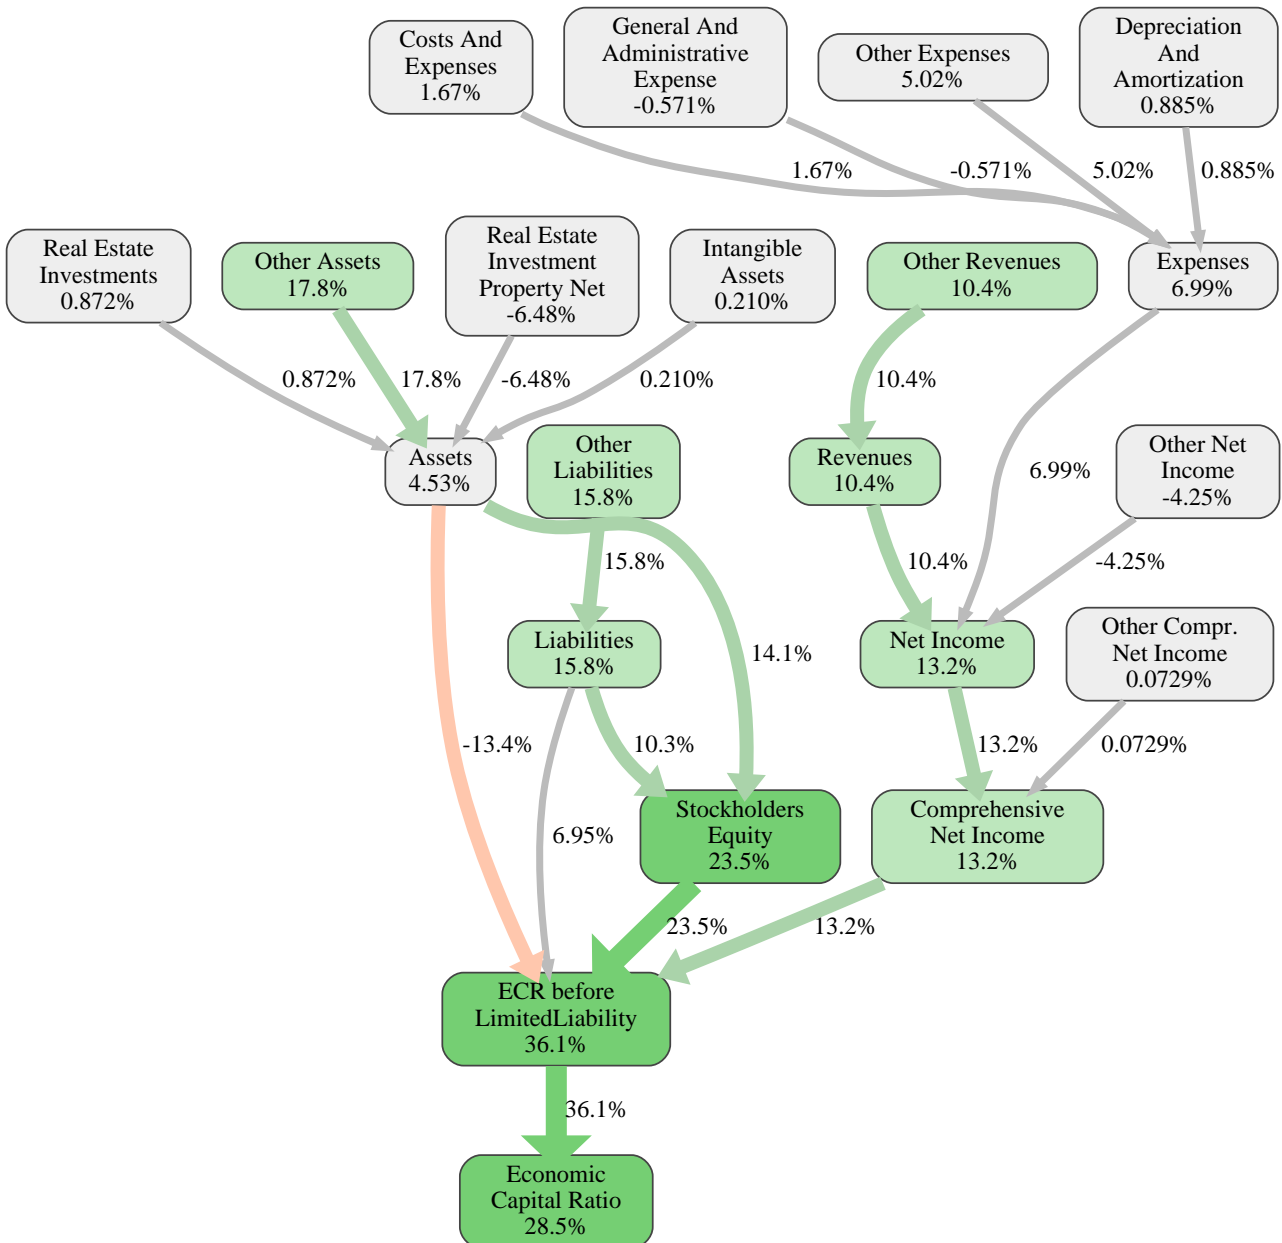 Costs And
Expenses
1.67%
General And
Administrative
Expense
-0.571%
Other Expenses
5.02%
Depreciation
And
Amortization
0.885%
1.67%
-0.571%
5.02%
0.885%
Real Estate
Investments
0.872%
Other Assets
17.8%
Real Estate
Investment
Property Net
-6.48%
Intangible
Assets
0.210%
Other Revenues
10.4%
Expenses
6.99%
0.872%
17.8%
-6.48%
0.210%
10.4%
6.99%
Assets
4.53%
Other
Liabilities
15.8%
Revenues
10.4%
Other Net
Income
-4.25%
15.8%
10.4%
-4.25%
Liabilities
15.8%
14.1%
Net Income
13.2%
Other Compr.
Net Income
0.0729%
-13.4%
10.3%
13.2%
0.0729%
6.95%
Stockholders
Equity
23.5%
Comprehensive
Net Income
13.2%
23.5%
13.2%
ECR before
LimitedLiability
36.1%
36.1%
Economic
Capital Ratio
28.5%